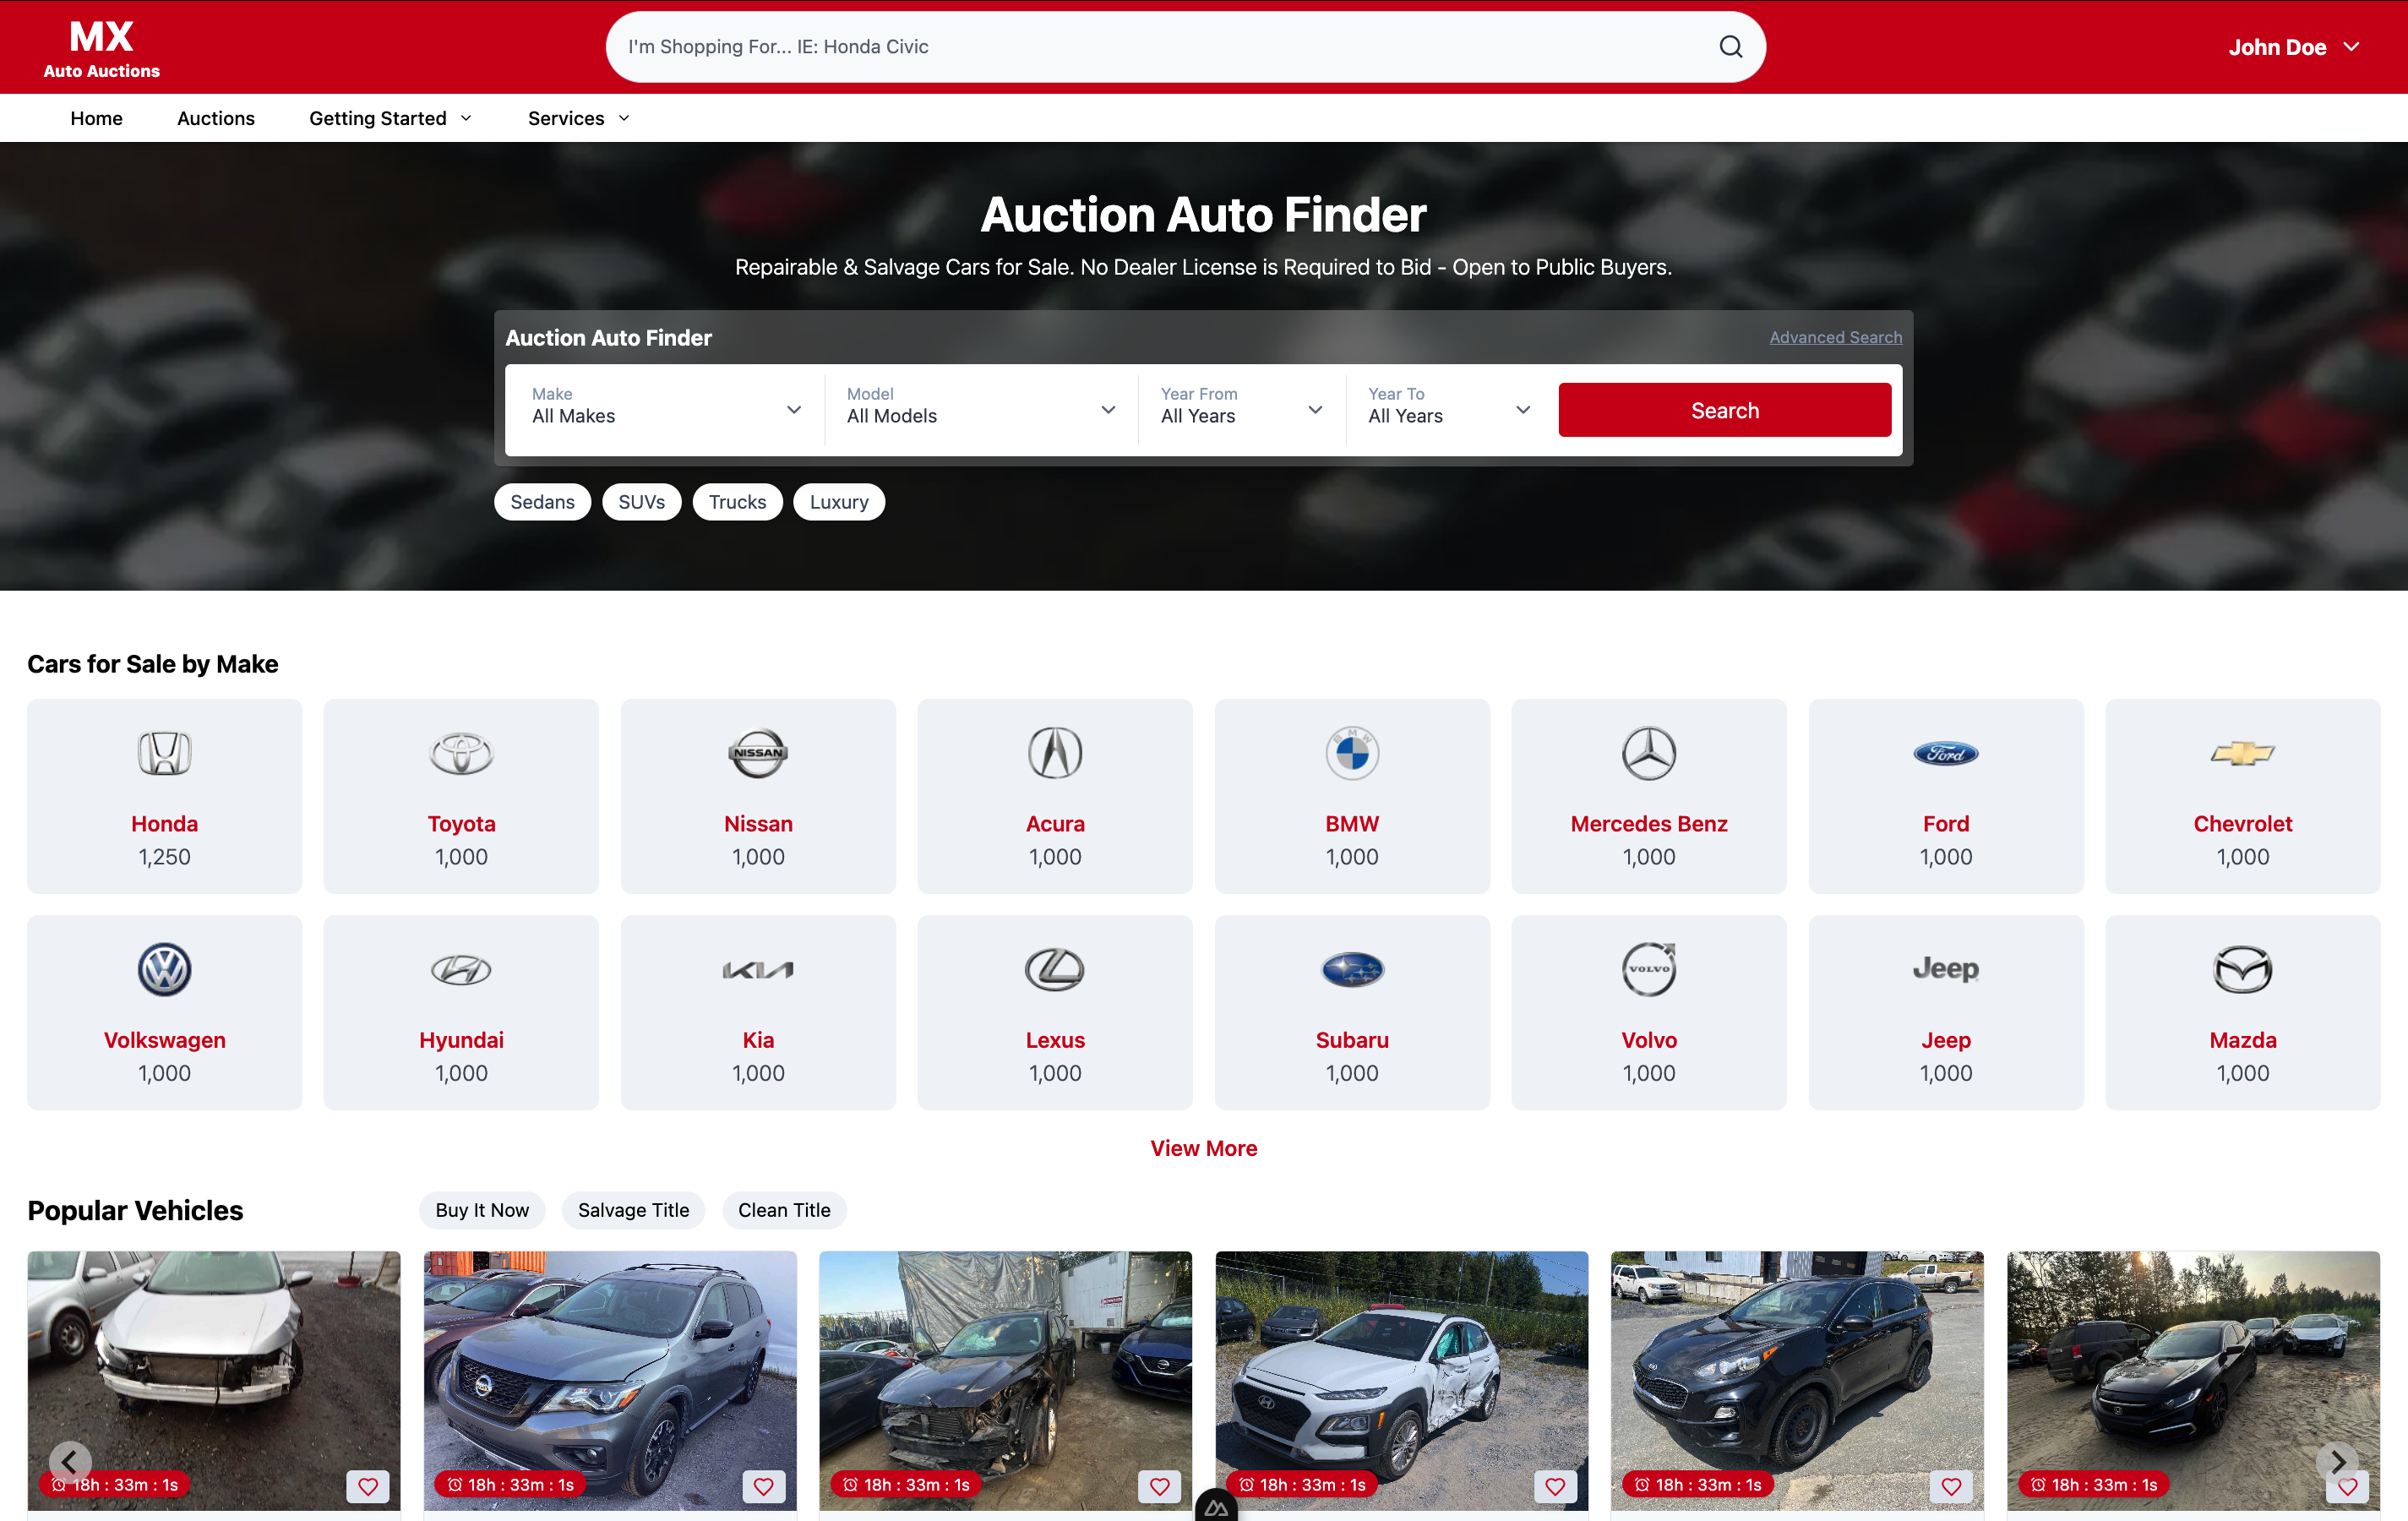 MX
Auto Auctions
I'm Shopping For... IE: Honda Civic
John Doe
Home
Auctions
Getting Started
Services
Auction Auto Finder
Repairable & Salvage Cars for Sale. No Dealer License is Required to Bid - Open to Public Buyers.
Auction Auto Finder
Advanced Search
Make
All Makes
Model
All Models
Year From
All Years
Year To
All Years
Search
Sedans
SUVs
Trucks
Luxury
Cars for Sale by Make
Honda
1,250
Toyota
1,000
NISSAN
Nissan
1,000
Acura
1,000
BMW
BMW
1,000
Mercedes Benz
1,000
Ford
Ford
1,000
Chevrolet
1,000
Volkswagen
1,000
Hyundai
1,000
KIA
Kia
1,000
Lexus
1,000
Subaru
1,000
VOLVO
Volvo
1,000
Jeep
Jeep
1,000
Mazda
1,000
View More
Popular Vehicles
Buy It Now
Salvage Title
Clean Title
18h : 33m : 1s
18h : 33m : 1s
18h : 33m : 1s
18h : 33m : 1s
18h : 33m : 1s
18h : 33m : 1s